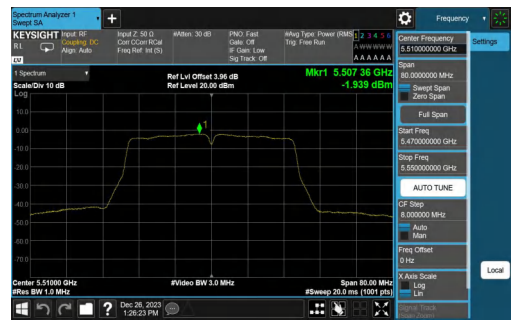 Spectrum Analyzer 1
Swept SA
Frequency
KEYSIGHT
Input: RF
Input Z: 50 Ω
#Atten: 30 dB
PNO: Fast
#Avg Type: Power (RMS
1 2 3 4 5 6
RL
Coupling: DC
Corr CCorr RCal
Gate: Off
Trig: Free Run
Align: Auto
Freq Ref: Int (S)
IF Gain: Low
A W W W W W
Sig Track: Off
A A A A A A
LV
1 Spectrum
Ref Lvl Offset 3.96 dB
Mkr1 5.507 36 GHz
Scale/Div 10 dB
Ref Level 20.00 dBm
-1.939 dBm
Log
10.0
0.00
1
-10.0
-20.0
-30.0
-40.0
-50.0
-60.0
-70.0
Center 5.51000 GHz
#Video BW 3.0 MHz
Span 80.00 MHz
#Res BW 1.0 MHz
#Sweep 20.0 ms (1001 pts)
Center Frequency
5.510000000 GHz
Settings
Span
80.0000000 MHz
Swept Span
Zero Span
Full Span
Start Freq
5.470000000 GHz
Stop Freq
5.550000000 GHz
AUTO TUNE
CF Step
8.000000 MHz
Auto
Man
Freq Offset
0 Hz
X Axis Scale
Log
Lin
Signal Track
Local
?
Dec 26, 2023
1:26:23 PM